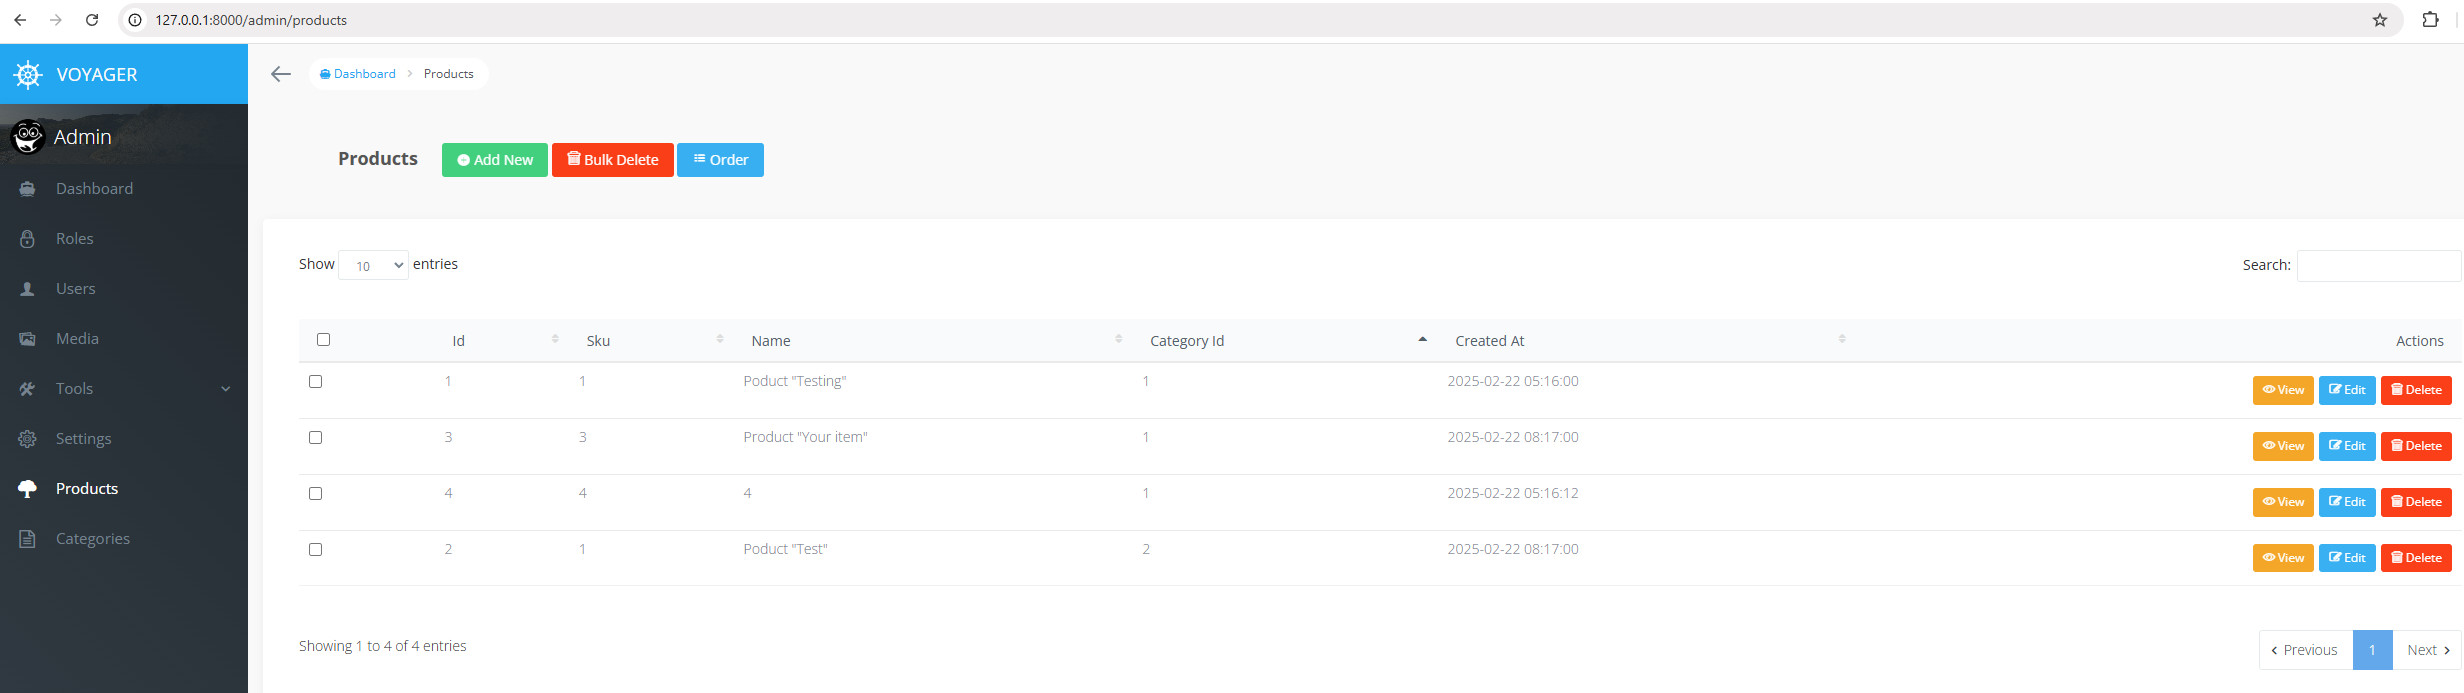 127.0.0.1:8000/admin/products
VOYAGER
Dashboard > Products
Admin
Products Add New Bulk Delete Order
Dashboard
Roles
Users
Media
Tools
Settings
Products
Categories
Show 10 entries Search:
Id Sku Name Category Id Created At Actions
1 1 Poduct "Testing" 1 2025-02-22 05:16:00 View Edit Delete
3 3 Product "Your item" 1 2025-02-22 08:17:00 View Edit Delete
4 4 4 1 2025-02-22 05:16:12 View Edit Delete
2 1 Poduct "Test" 2 2025-02-22 08:17:00 View Edit Delete
Showing 1 to 4 of 4 entries ‹ Previous 1 Next ›